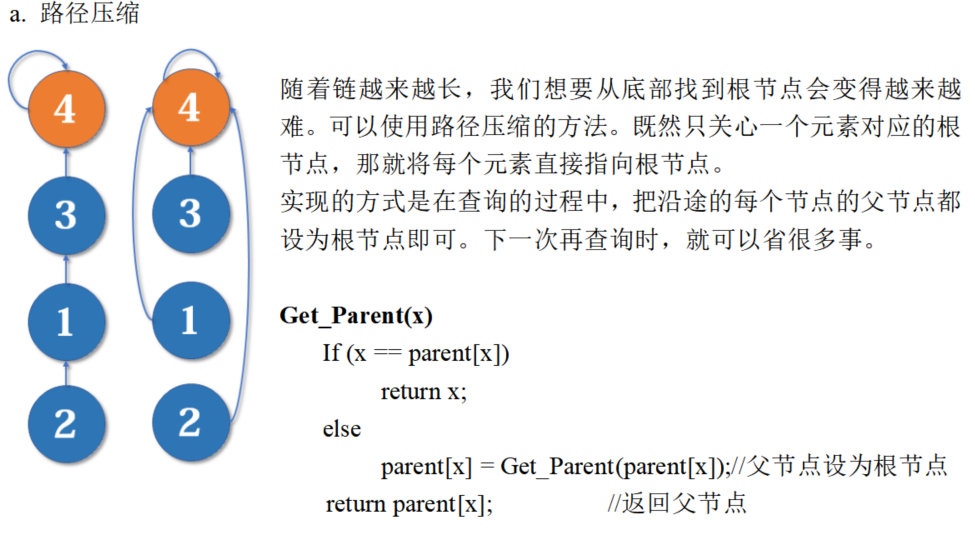 a. 路径压缩
4
3
1
2
4
3
1
2
随着链越来越长，我们想要从底部找到根节点会变得越来越
难。可以使用路径压缩的方法。既然只关心一个元素对应的根
节点，那就将每个元素直接指向根节点。
实现的方式是在查询的过程中，把沿途的每个节点的父节点都
设为根节点即可。下一次再查询时，就可以省很多事。
Get_Parent(x)
If (x == parent[x])
return x;
else
parent[x] = Get_Parent(parent[x]);//父节点设为根节点
return parent[x]; //返回父节点